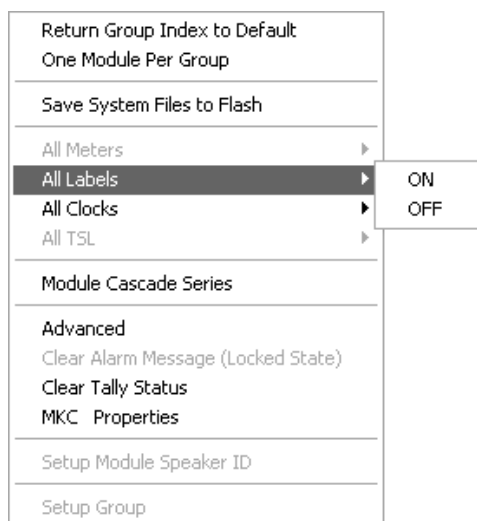 Return Group Index to Default
One Module Per Group
Save System Files to Flash
All Meters
All Labels
ON
All Clocks
OFF
All TSL
Module Cascade Series
Advanced
Clear Alarm Message (Locked State)
Clear Tally Status
MKC Properties
Setup Module Speaker ID
Setup Group